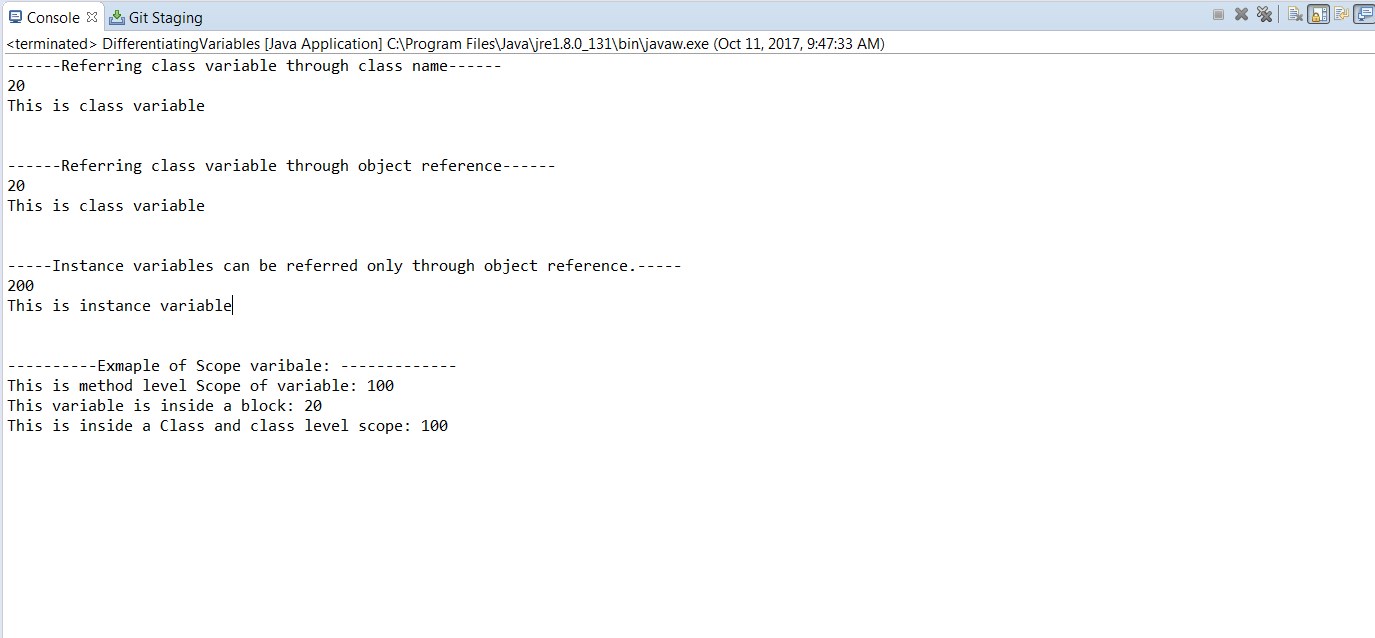 Console Git Staging
<terminated> DifferentiatingVariables [Java Application] C:\Program Files\Java\jre1.8.0_131\bin\javaw.exe (Oct 11, 2017, 9:47:33 AM)
------Referring class variable through class name------
20
This is class variable
------Referring class variable through object reference------
20
This is class variable
-----Instance variables can be referred only through object reference.-----
200
This is instance variable
----------Exmaple of Scope varibale: -------------
This is method level Scope of variable: 100
This variable is inside a block: 20
This is inside a Class and class level scope: 100